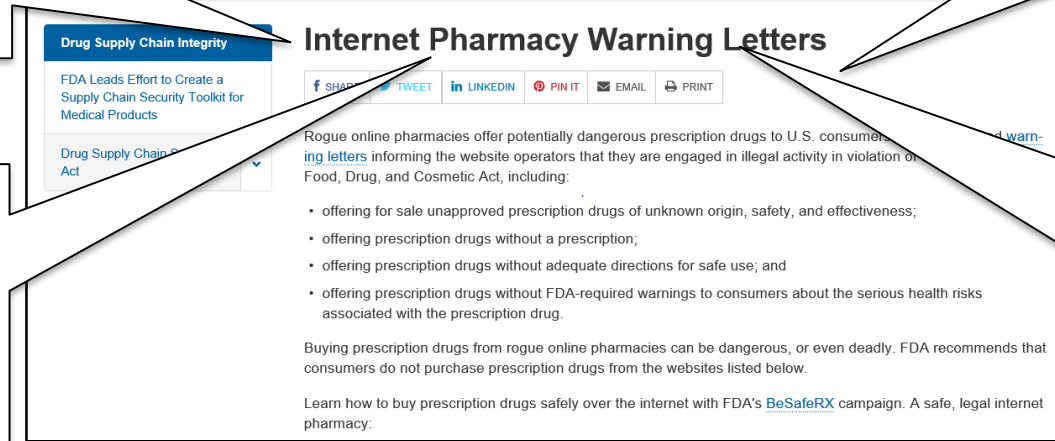 Drug Supply Chain Integrity
FDA Leads Effort to Create a
Supply Chain Security Toolkit for
Medical Products
Drug Supply Chain
Act
Internet Pharmacy Warning Letters
SHARE
TWEET
LINKEDIN
PIN IT
EMAIL
PRINT
Rogue online pharmacies offer potentially dangerous prescription drugs to U.S. consumers warn-
ing letters informing the website operators that they are engaged in illegal activity in violation of
Food, Drug, and Cosmetic Act, including:
• offering for sale unapproved prescription drugs of unknown origin, safety, and effectiveness;
• offering prescription drugs without a prescription;
• offering prescription drugs without adequate directions for safe use; and
• offering prescription drugs without FDA-required warnings to consumers about the serious health risks
associated with the prescription drug.
Buying prescription drugs from rogue online pharmacies can be dangerous, or even deadly. FDA recommends that
consumers do not purchase prescription drugs from the websites listed below.
Learn how to buy prescription drugs safely over the internet with FDA's BeSafeRX campaign. A safe, legal internet
pharmacy: